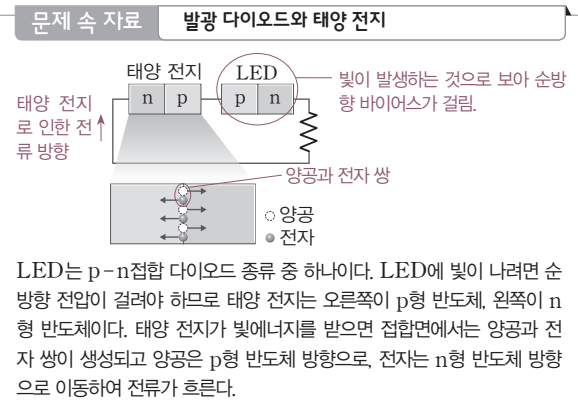 문제 속 자료 발광 다이오드와 태양 전지
태양 전지 LED
n p p n
빛이 발생하는 것으로 보아 순방
향 바이어스가 걸림.
태양 전지
로 인한 전
류 방향
양공과 전자 쌍
양공
전자
LED는 p-n접합 다이오드 종류 중 하나이다. LED에 빛이 나려면 순
방향 전압이 걸려야 하므로 태양 전지는 오른쪽이 p형 반도체, 왼쪽이 n
형 반도체이다. 태양 전지가 빛에너지를 받으면 접합면에서는 양공과 전
자 쌍이 생성되고 양공은 p형 반도체 방향으로, 전자는 n형 반도체 방향
으로 이동하여 전류가 흐른다.